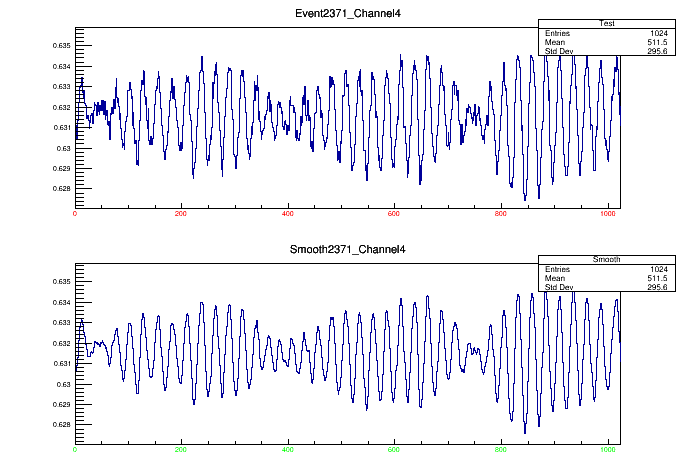 Event2371_Channel4
Test
Entries 1024
Mean 511.5
Std Dev 295.6
0.635
0.634
0.633
0.632
0.631
0.63
0.629
0.628
0 200 400 600 800 1000
Smooth2371_Channel4
Smooth
Entries 1024
Mean 511.5
Std Dev 295.6
0.635
0.634
0.633
0.632
0.631
0.63
0.629
0.628
0 200 400 600 800 1000